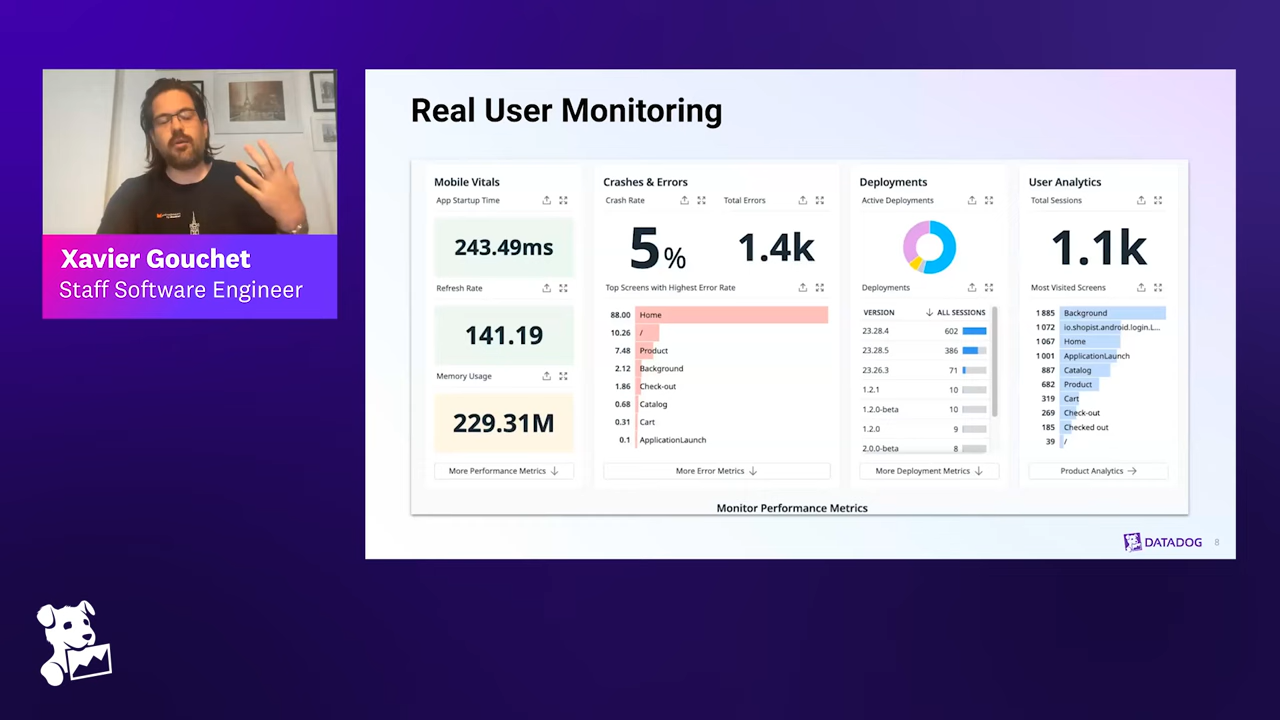 Xavier Gouchet
Staff Software Engineer
Real User Monitoring
Mobile Vitals
App Startup Time
243.49ms
Refresh Rate
141.19
Memory Usage
229.31M
More Performance Metrics
Crashes & Errors
Crash Rate
5%
Total Errors
1.4k
Top Screens with Highest Error Rate
88.00 Home
10.26 /
7.48 Product
2.12 Background
1.86 Check-out
0.68 Catalog
0.31 Cart
0.1 ApplicationLaunch
More Error Metrics
Deployments
Active Deployments
Deployments
VERSION ALL SESSIONS
23.28.4 602
23.28.5 386
23.26.3 71
1.2.1 10
1.2.0-beta 10
1.2.0 9
2.0.0-beta 8
More Deployment Metrics
User Analytics
Total Sessions
1.1k
Most Visited Screens
1 885 Background
1 072 io.shopist.android.login.L...
1 067 Home
1 001 ApplicationLaunch
887 Catalog
682 Product
319 Cart
269 Check-out
185 Checked out
39 /
Product Analytics
Monitor Performance Metrics
DATADOG 8